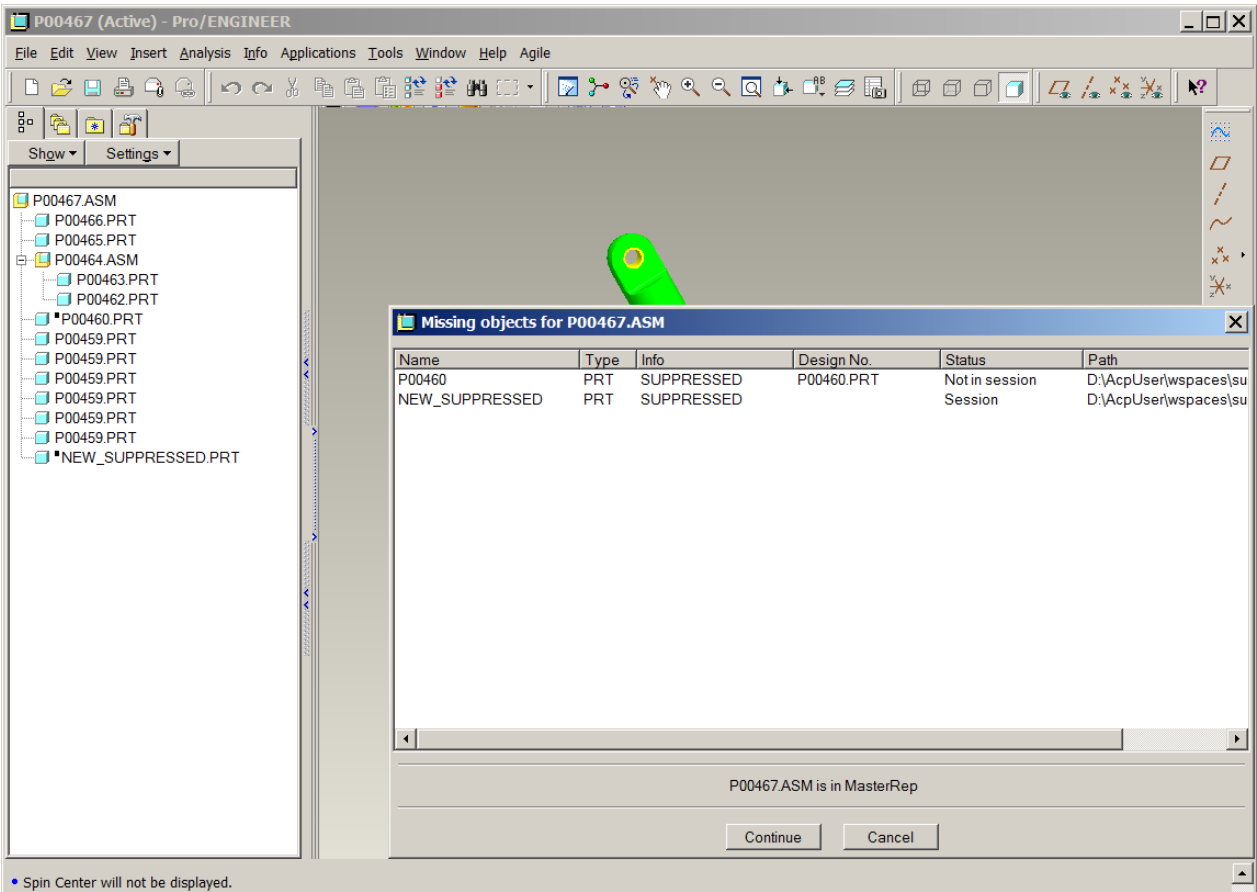 P00467 (Active) - Pro/ENGINEER
File Edit View Insert Analysis Info Applications Tools Window Help Agile
Show Settings
P00467.ASM
P00466.PRT
P00465.PRT
P00464.ASM
P00463.PRT
P00462.PRT
P00460.PRT
P00459.PRT
P00459.PRT
P00459.PRT
P00459.PRT
P00459.PRT
P00459.PRT
NEW_SUPPRESSED.PRT
Missing objects for P00467.ASM
Name Type Info Design No. Status Path
P00460 PRT SUPPRESSED P00460.PRT Not in session D:\AcpUser\wspaces\su
NEW_SUPPRESSED PRT SUPPRESSED Session D:\AcpUser\wspaces\su
P00467.ASM is in MasterRep
Continue Cancel
Spin Center will not be displayed.